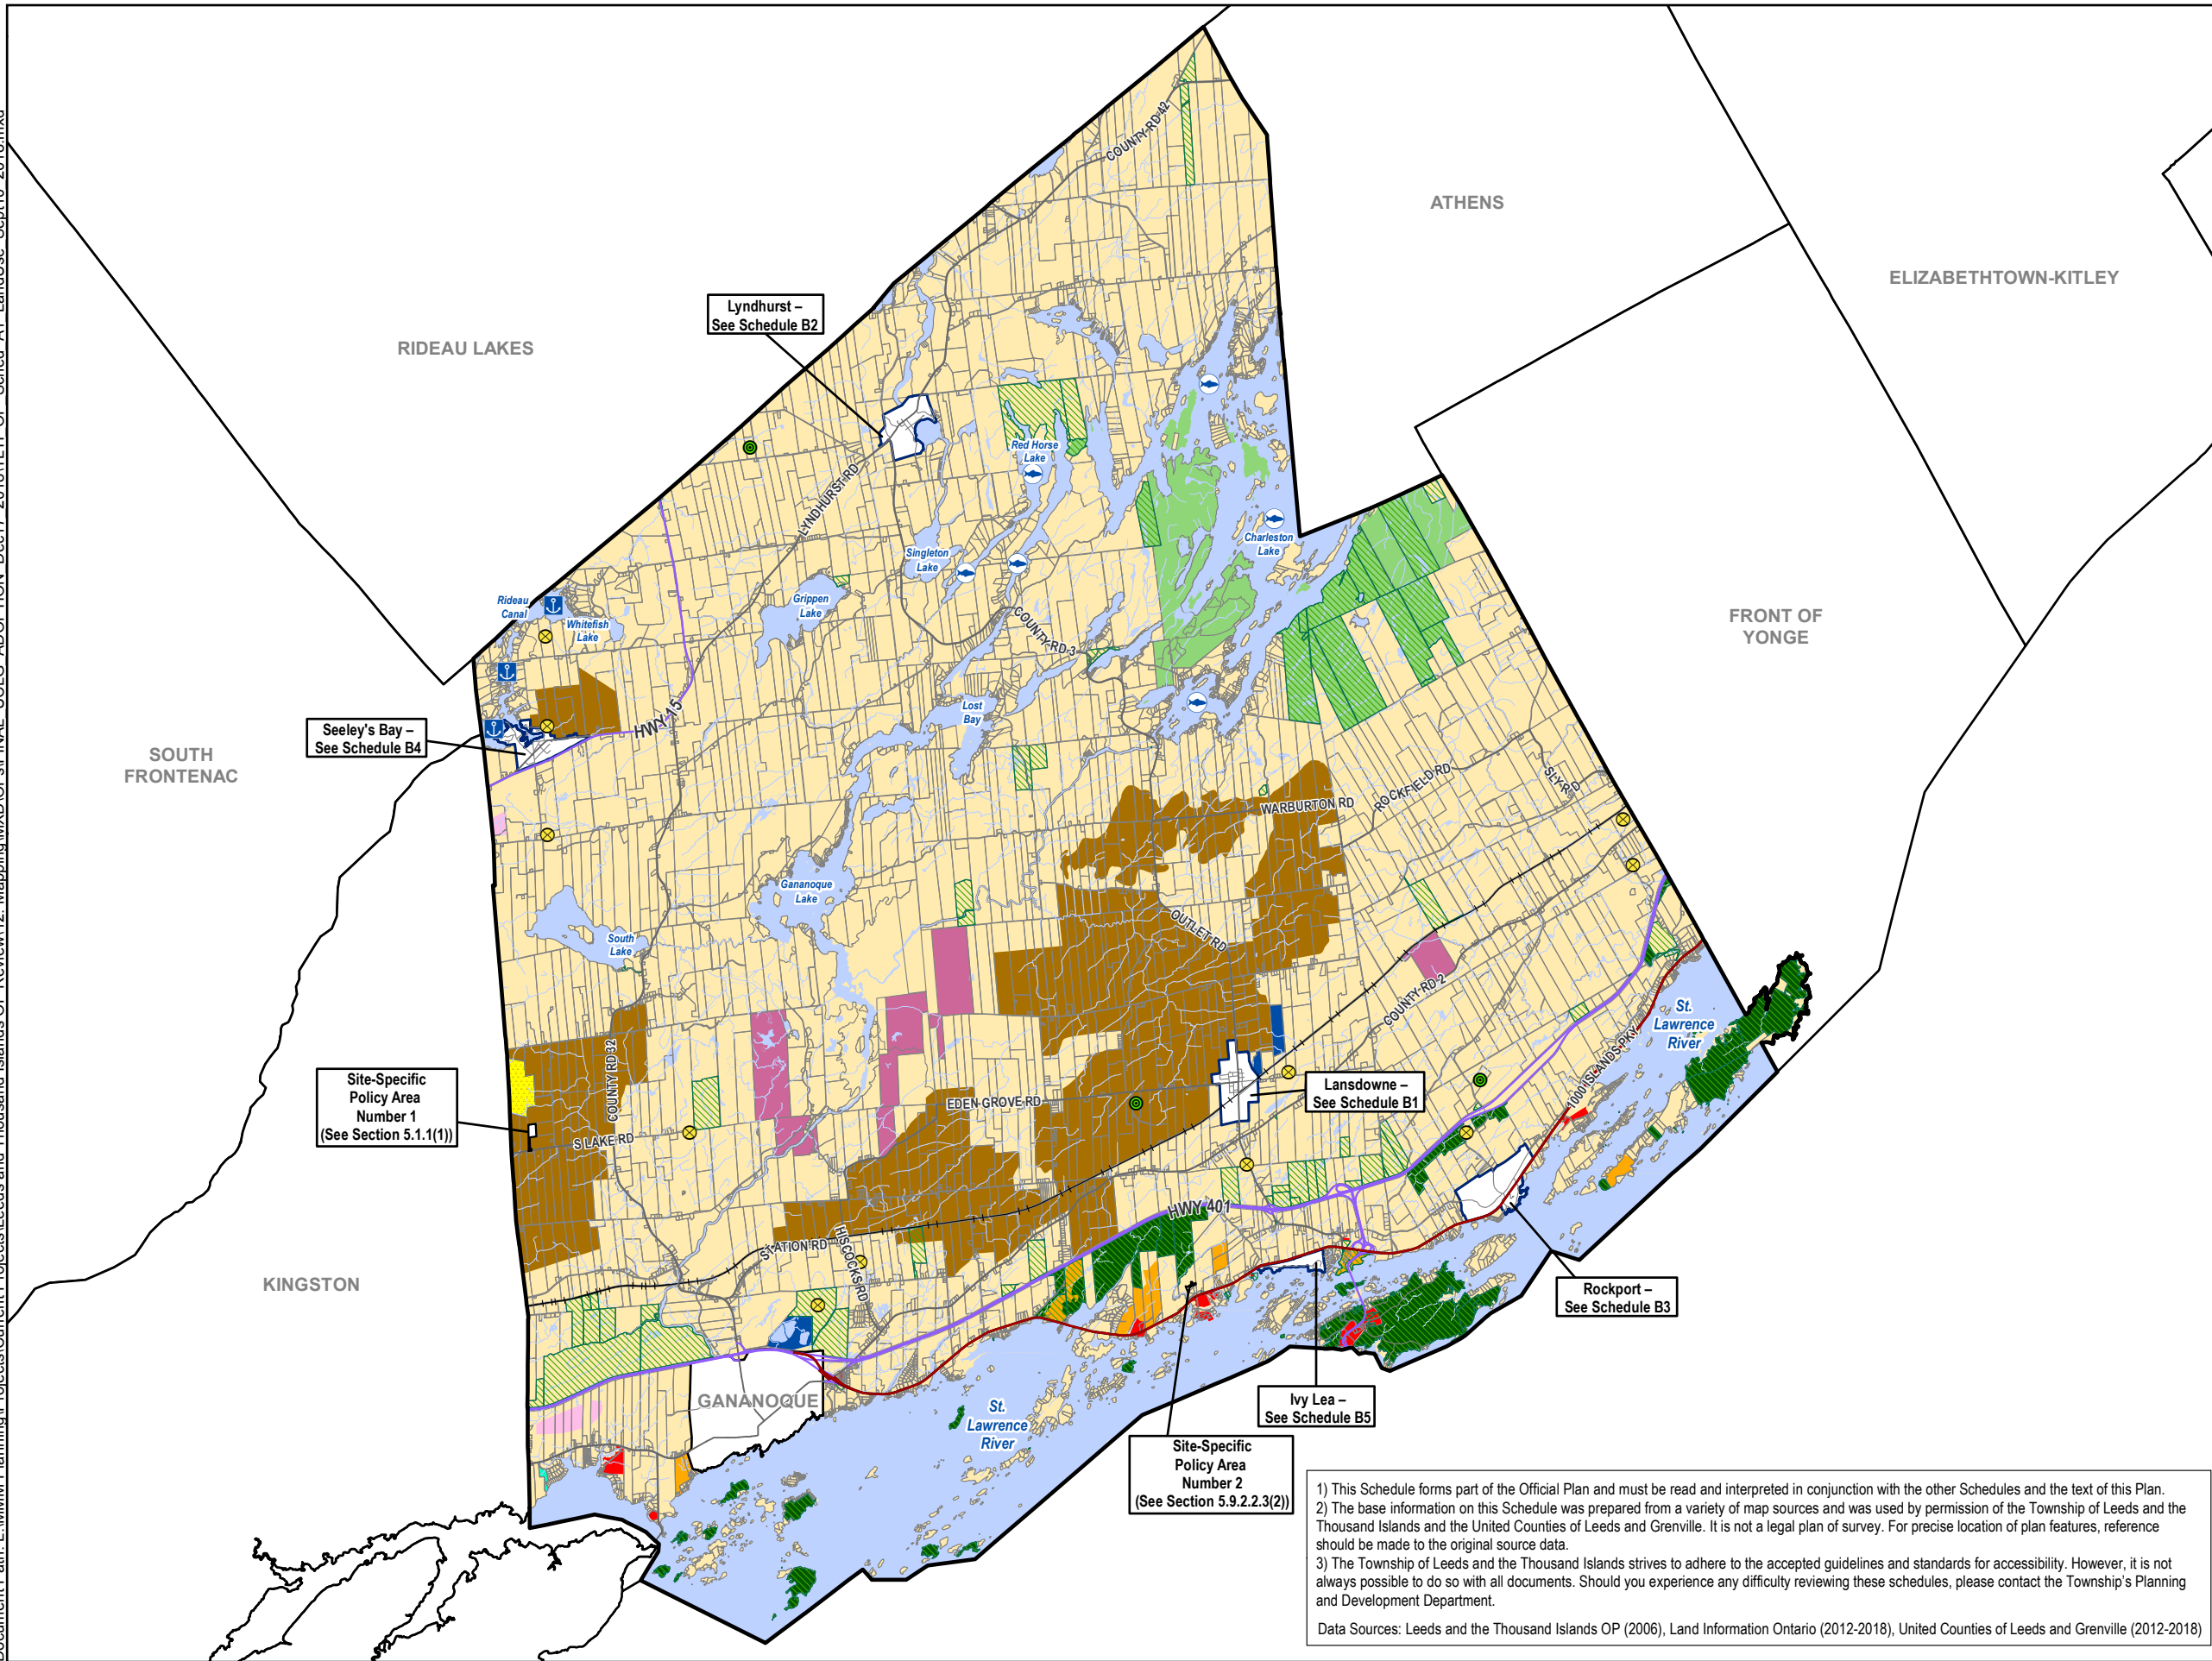 COUNTY RD 42
ATHENS
ELIZABETHTOWN-KITLEY
Lyndhurst –
See Schedule B2
RIDEAU LAKES
Red Horse
Lake
LYNDHURST RD
Charleston
Lake
Singleton
Lake
Rideau
Canal
Whitefish
Lake
Grippen
Lake
COUNTY RD 3
FRONT OF
YONGE
Lost
Bay
Seeley's Bay –
See Schedule B4
HWY 15
SOUTH
FRONTENAC
WARBURTON RD
ROCKFIELD RD
SLY RD
Gananoque
Lake
OUTLET RD
South
Lake
COUNTY RD 2
St.
Lawrence
River
COUNTY RD 32
1000 ISLANDS PKY
Site-Specific
Policy Area
Number 1
(See Section 5.1.1(1))
EDEN GROVE RD
Lansdowne –
See Schedule B1
S LAKE RD
HWY 401
STATION RD
HISCOCKS RD
KINGSTON
Rockport –
See Schedule B3
GANANOQUE
Ivy Lea –
See Schedule B5
St.
Lawrence
River
Site-Specific
Policy Area
Number 2
(See Section 5.9.2.2.3(2))
1) This Schedule forms part of the Official Plan and must be read and interpreted in conjunction with the other Schedules and the text of this Plan.
2) The base information on this Schedule was prepared from a variety of map sources and was used by permission of the Township of Leeds and the
Thousand Islands and the United Counties of Leeds and Grenville. It is not a legal plan of survey. For precise location of plan features, reference
should be made to the original source data.
3) The Township of Leeds and the Thousand Islands strives to adhere to the accepted guidelines and standards for accessibility. However, it is not
always possible to do so with all documents. Should you experience any difficulty reviewing these schedules, please contact the Township's Planning
and Development Department.
Data Sources: Leeds and the Thousand Islands OP (2006), Land Information Ontario (2012-2018), United Counties of Leeds and Grenville (2012-2018)